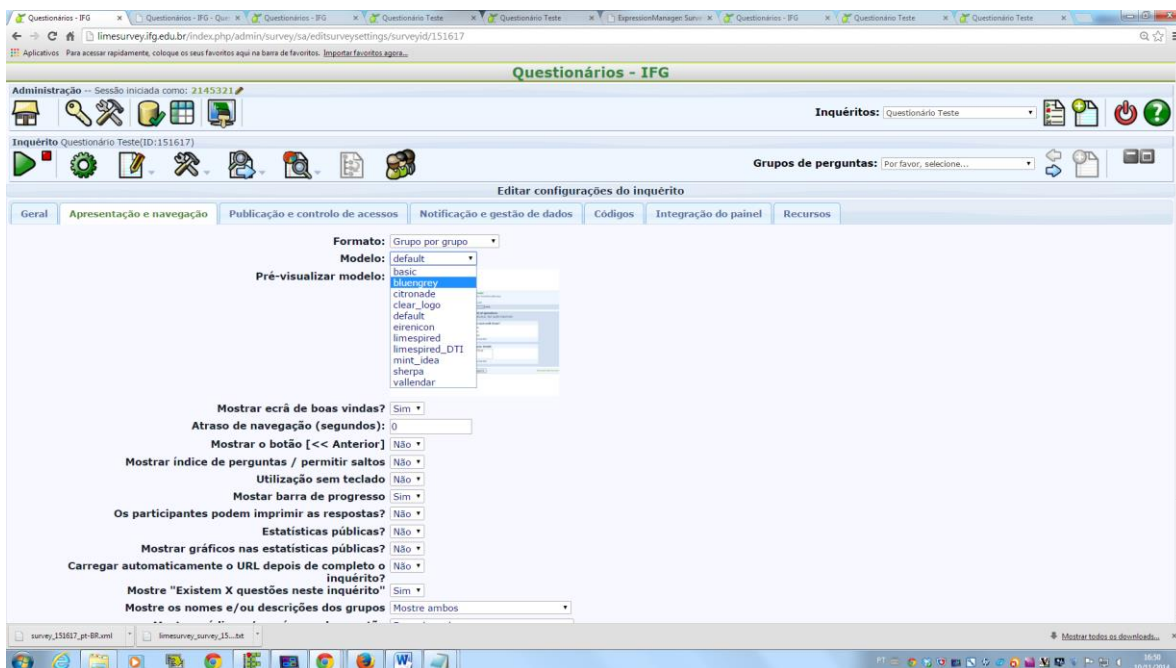 Questionários - IFG
Questionários - IFG - Que
Questionários - IFG
Questionário Teste
Questionário Teste
ExpressionManager Surve
Questionários - IFG
Questionário Teste
Questionário Teste
limesurvey.ifg.edu.br/index.php/admin/survey/sa/editsurveysettings/surveyid/151617
Aplicativos Para acessar rapidamente, coloque os seus favoritos aqui na barra de favoritos. Importar favoritos agora...
Questionários - IFG
Administração -- Sessão iniciada como: 2145321
Inquéritos: Questionário Teste
Inquérito Questionário Teste(ID:151617)
Grupos de perguntas: Por favor, selecione...
Editar configurações do inquérito
Geral Apresentação e navegação Publicação e controlo de acessos Notificação e gestão de dados Códigos Integração do painel Recursos
Formato: Grupo por grupo
Modelo: default
Pré-visualizar modelo:
basic
bluengrey
citronade
clear_logo
default
eirenicon
limespired
limespired_DTI
mint_idea
sherpa
vallendar
Mostrar ecrã de boas vindas? Sim
Atraso de navegação (segundos): 0
Mostrar o botão [<< Anterior] Não
Mostrar índice de perguntas / permitir saltos Não
Utilização sem teclado Não
Mostar barra de progresso Sim
Os participantes podem imprimir as respostas? Não
Estatísticas públicas? Não
Mostrar gráficos nas estatísticas públicas? Não
Carregar automaticamente o URL depois de completo o Não
inquérito?
Mostre "Existem X questões neste inquérito" Sim
Mostre os nomes e/ou descrições dos grupos Mostre ambos
survey_151617_pt-BR.xml
limesurvey_survey_15....txt
Mostrar todos os downloads...
PT
16:50